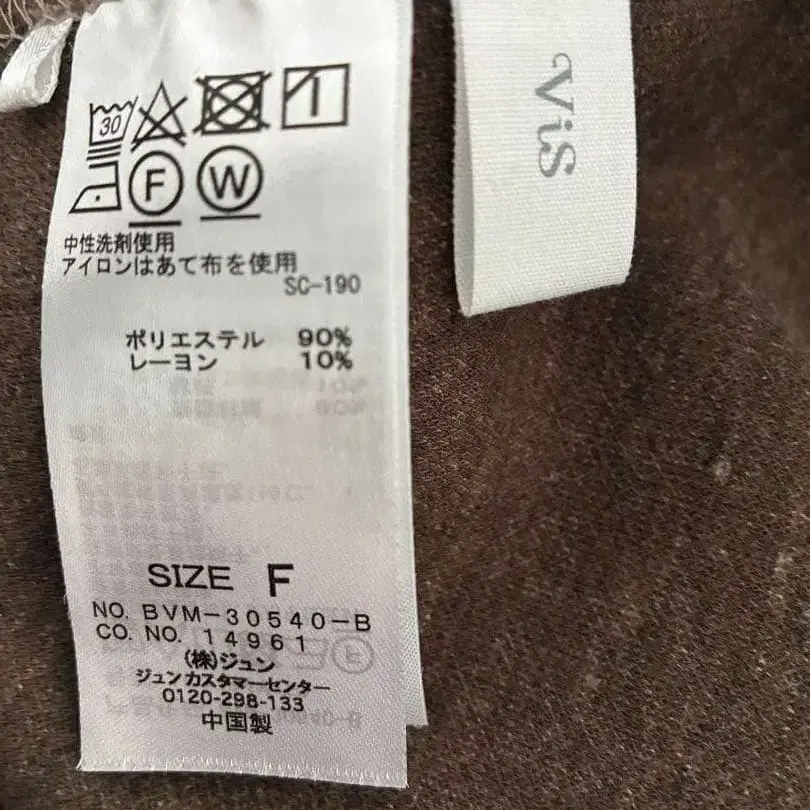 30
F W
中性洗剤使用
アイロンはあて布を使用
SC-190
ポリエステル 90%
レーヨン 10%
SIZE F
NO. BVM-30540-B
CO. NO. 14961
(株)ジュン
ジュンカスタマーセンター
0120-298-133
中国製
ViS